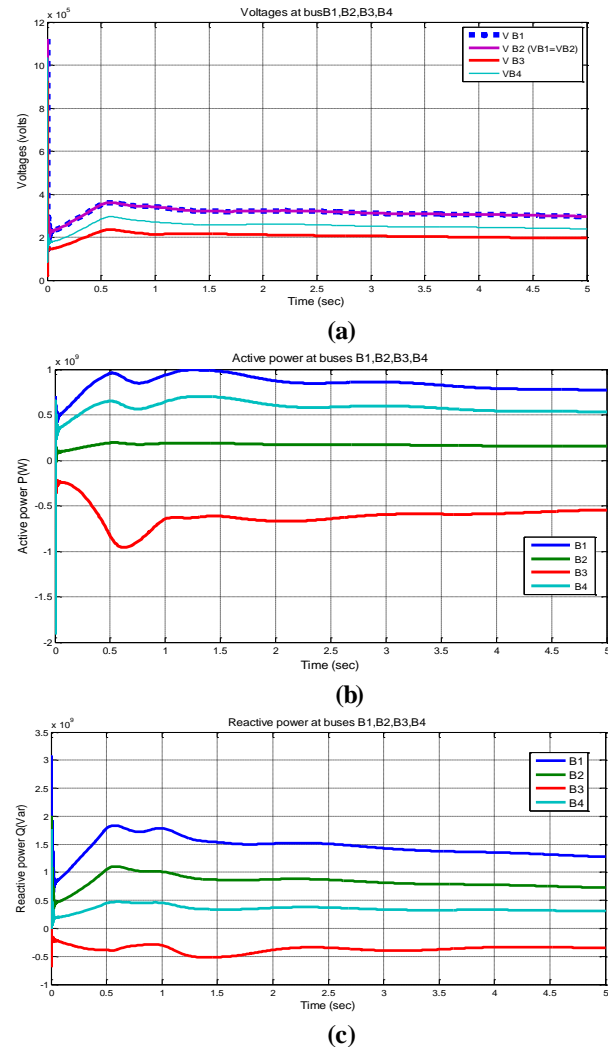 Voltages at busB1,B2,B3,B4
x 10^5
12
10
8
6
4
2
0
Voltages (volts)
V B1
V B2 (VB1=VB2)
V B3
VB4
0 0.5 1 1.5 2 2.5 3 3.5 4 4.5 5
Time (sec)
(a)
Active power at buses B1,B2,B3,B4
x 10^9
1
0.5
0
-0.5
-1
-1.5
-2
Active power P(W)
B1
B2
B3
B4
0 0.5 1 1.5 2 2.5 3 3.5 4 4.5 5
Time (sec)
(b)
Reactive power at buses B1,B2,B3,B4
x 10^9
3.5
3
2.5
2
1.5
1
0.5
0
-0.5
-1
Reactive power Q(Var)
B1
B2
B3
B4
0 0.5 1 1.5 2 2.5 3 3.5 4 4.5 5
Time (sec)
(c)